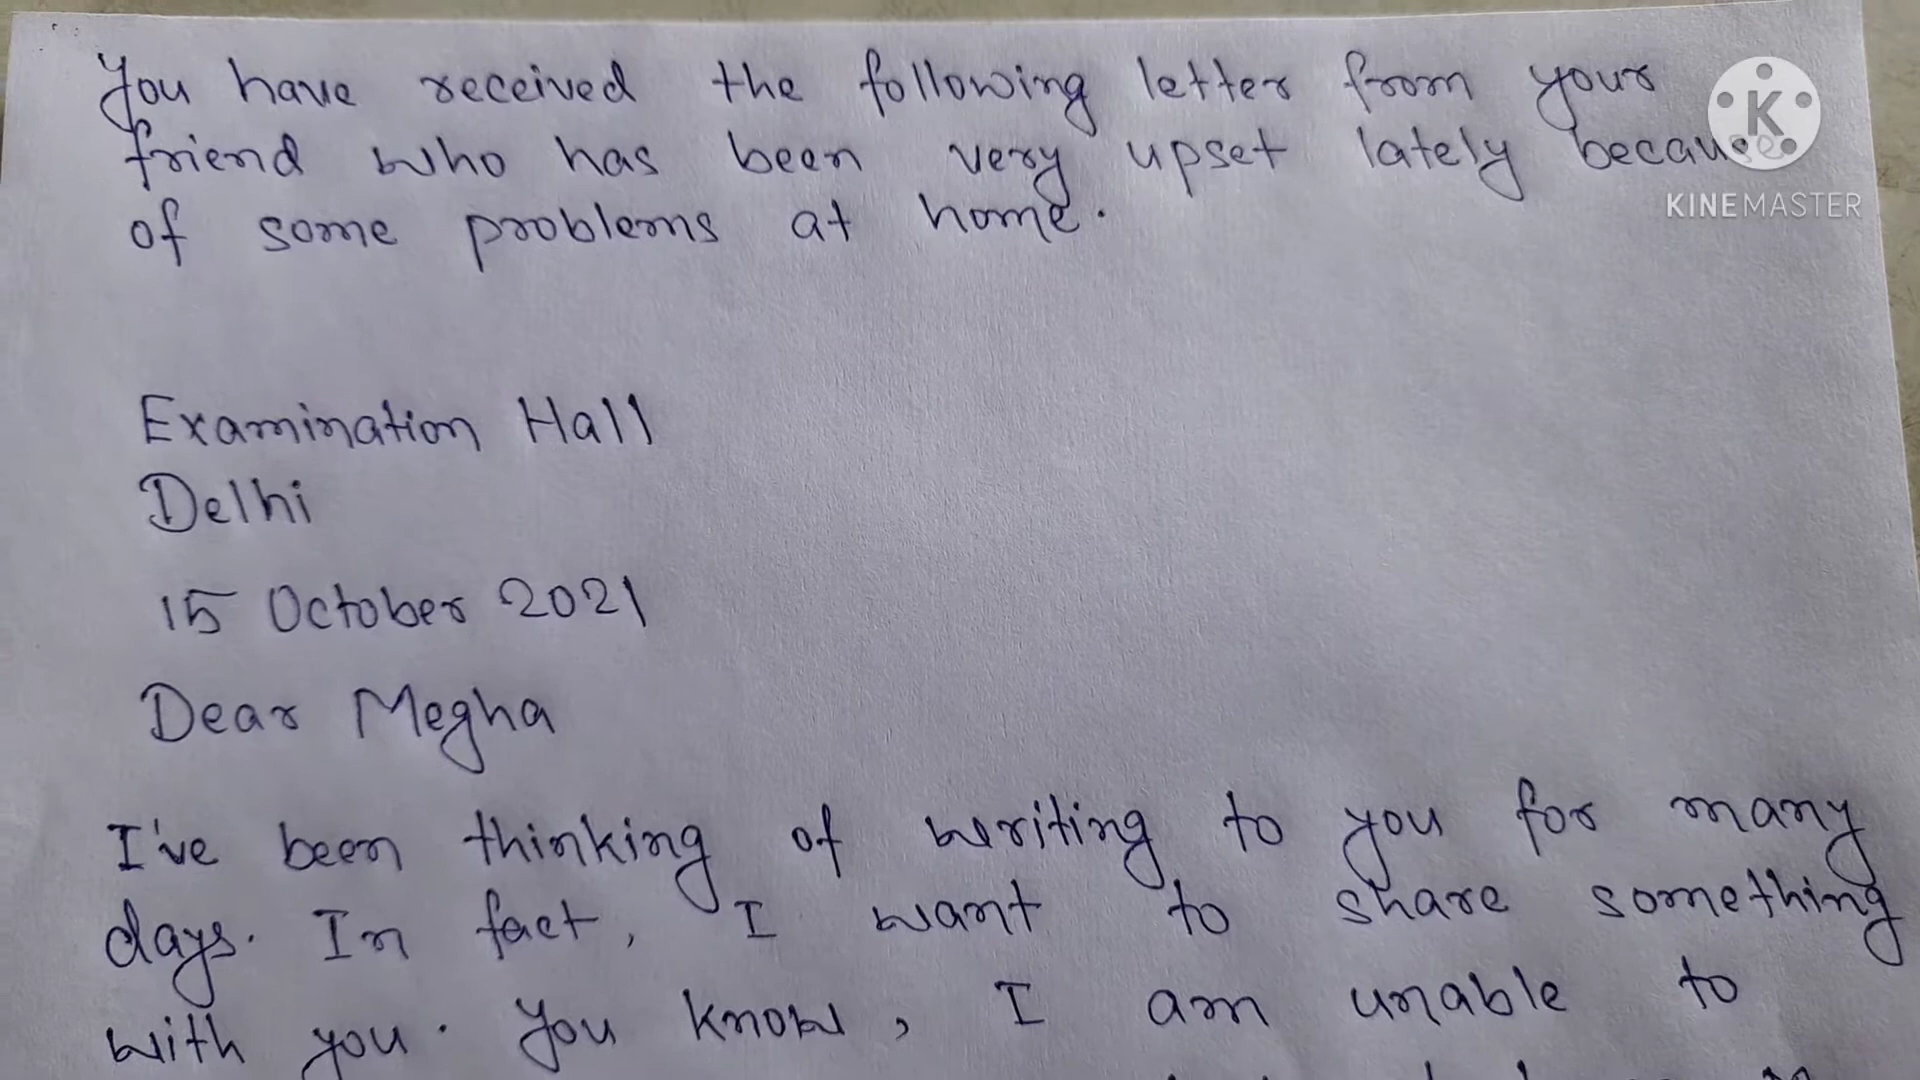 You have received the following letter from your
friend who has been very upset lately because
of some problems at home.
KINEMASTER
Examination Hall
Delhi
15 October 2021
Dear Megha
I've been thinking of writing to you for many
days. In fact, I want to share something
with you. You know, I am unable to